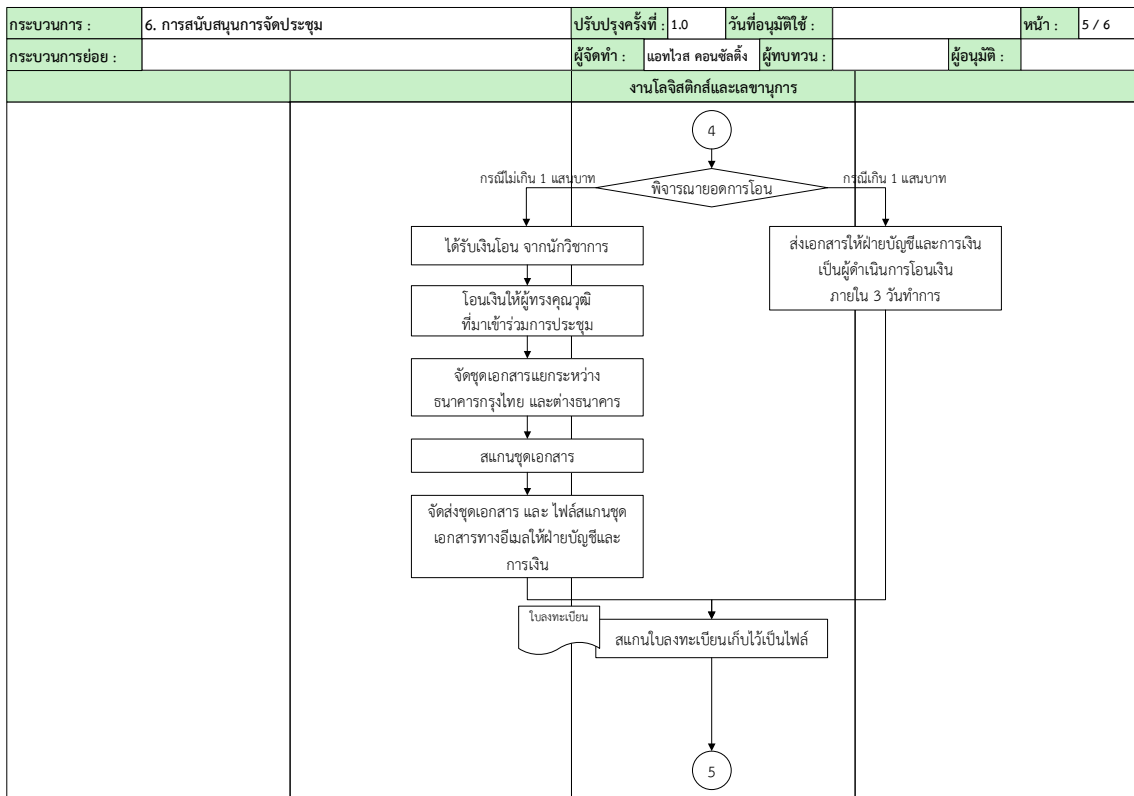 กระบวนการ : 6. การสนับสนุนการจัดประชุม ปรับปรุงครั้งที่ : 1.0 วันที่อนุมัติใช้ : หน้า : 5 / 6
กระบวนการย่อย : ผู้จัดทำ : แอทไวส คอนซัลติ้ง ผู้ทบทวน : ผู้อนุมัติ :
งานโลจิสติกส์และเลขานุการ
4
กรณีไม่เกิน 1 แสนบาท
พิจารณายอดการโอน
กรณีเกิน 1 แสนบาท
ได้รับเงินโอน จากนักวิชาการ
ส่งเอกสารให้ฝ่ายบัญชีและการเงิน
เป็นผู้ดำเนินการโอนเงิน
ภายใน 3 วันทำการ
โอนเงินให้ผู้ทรงคุณวุฒิ
ที่มาเข้าร่วมการประชุม
จัดชุดเอกสารแยกระหว่าง
ธนาคารกรุงไทย และต่างธนาคาร
สแกนชุดเอกสาร
จัดส่งชุดเอกสาร และ ไฟล์สแกนชุด
เอกสารทางอีเมลให้ฝ่ายบัญชีและ
การเงิน
ใบลงทะเบียน
สแกนใบลงทะเบียนเก็บไว้เป็นไฟล์
5